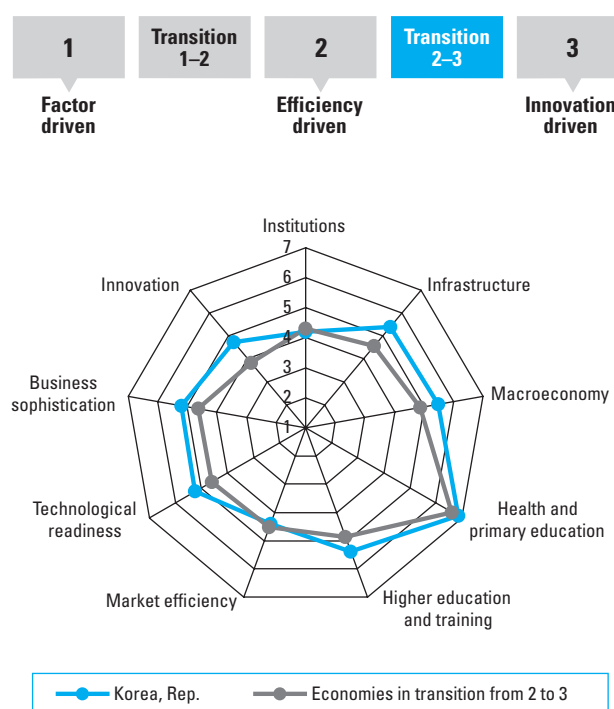 1
Transition
1–2
2
Transition
2–3
3
Factor
driven
Efficiency
driven
Innovation
driven
Institutions
7
6
5
4
3
2
1
Innovation
Infrastructure
Business
sophistication
Macroeconomy
Technological
readiness
Health and
primary education
Market efficiency
Higher education
and training
Korea, Rep.
Economies in transition from 2 to 3